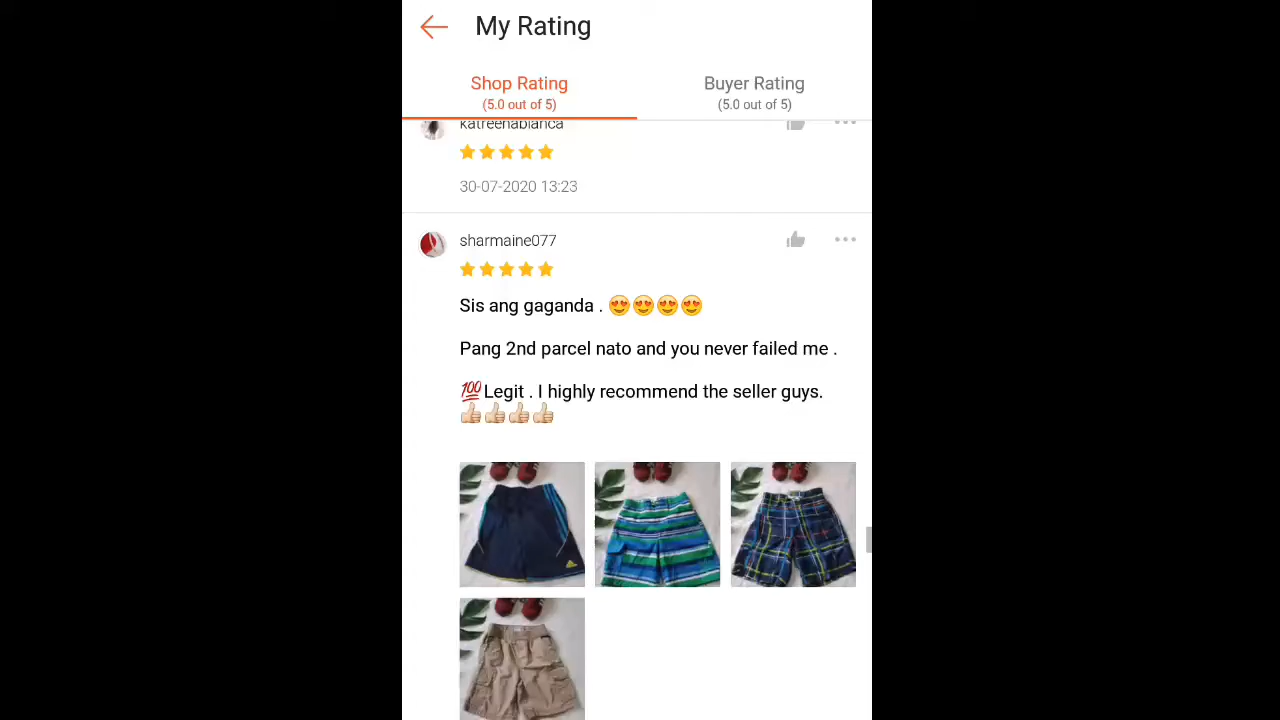 My Rating
Shop Rating
Buyer Rating
(5.0 out of 5)
(5.0 out of 5)
katreenabianca
30-07-2020 13:23
sharmaine077
Sis ang gaganda . 😍😍😍😍
Pang 2nd parcel nato and you never failed me .
💯Legit . I highly recommend the seller guys.
👍🏻👍🏻👍🏻👍🏻